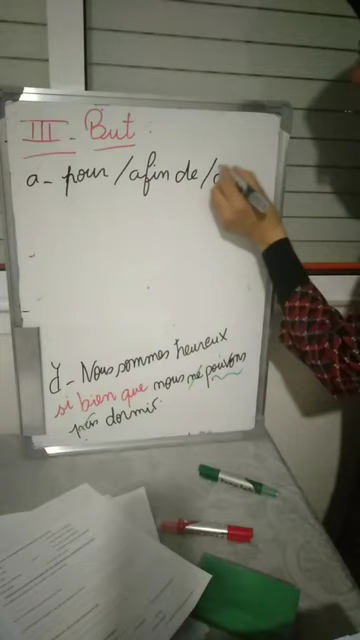 III - But :
a - pour / afin de /
- Nous sommes heureux
si bien que nous ne pouvons
pas dormir.